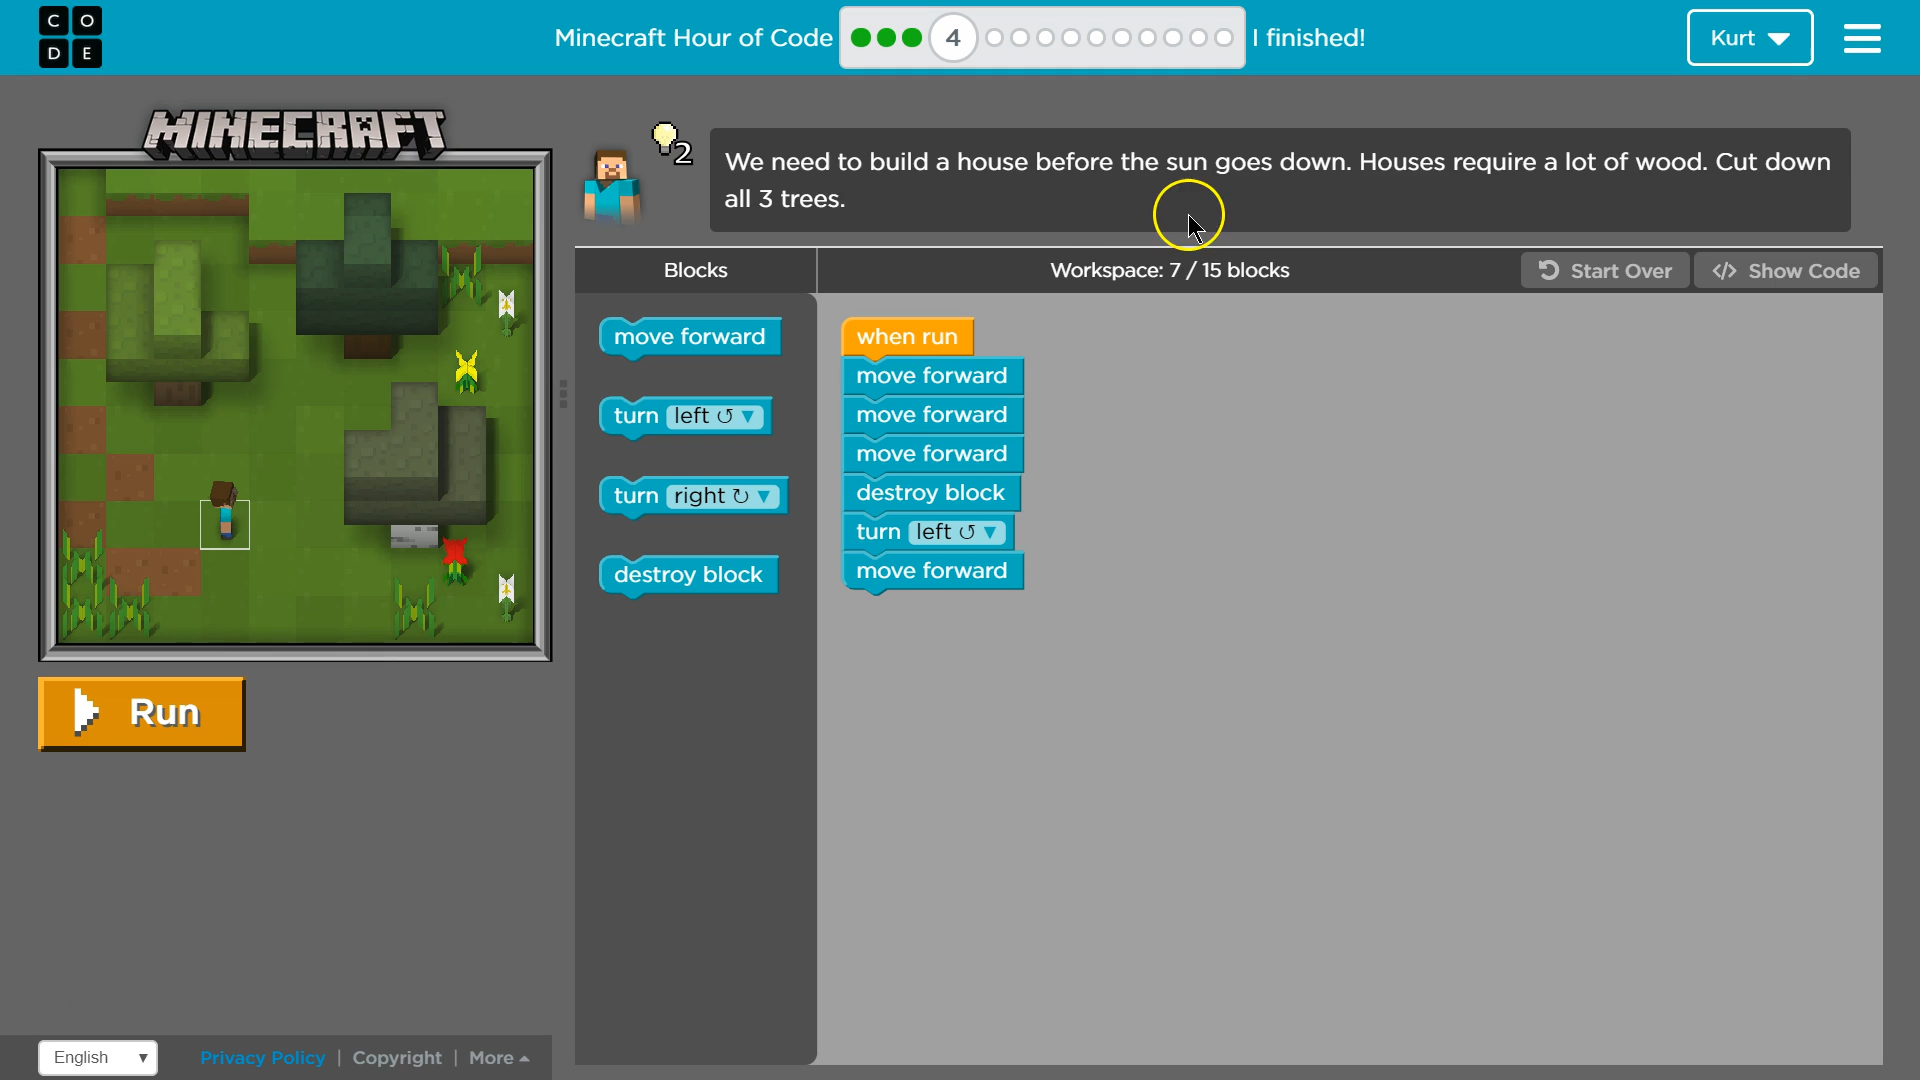 C O
D E
Minecraft Hour of Code
4
I finished!
Kurt
MINECRAFT
2
We need to build a house before the sun goes down. Houses require a lot of wood. Cut down
all 3 trees.
Blocks
Workspace: 7 / 15 blocks
Start Over
</> Show Code
move forward
turn left ↺ ▼
turn right ↻ ▼
destroy block
when run
move forward
move forward
move forward
destroy block
turn left ↺ ▼
move forward
Run
English
Privacy Policy | Copyright | More